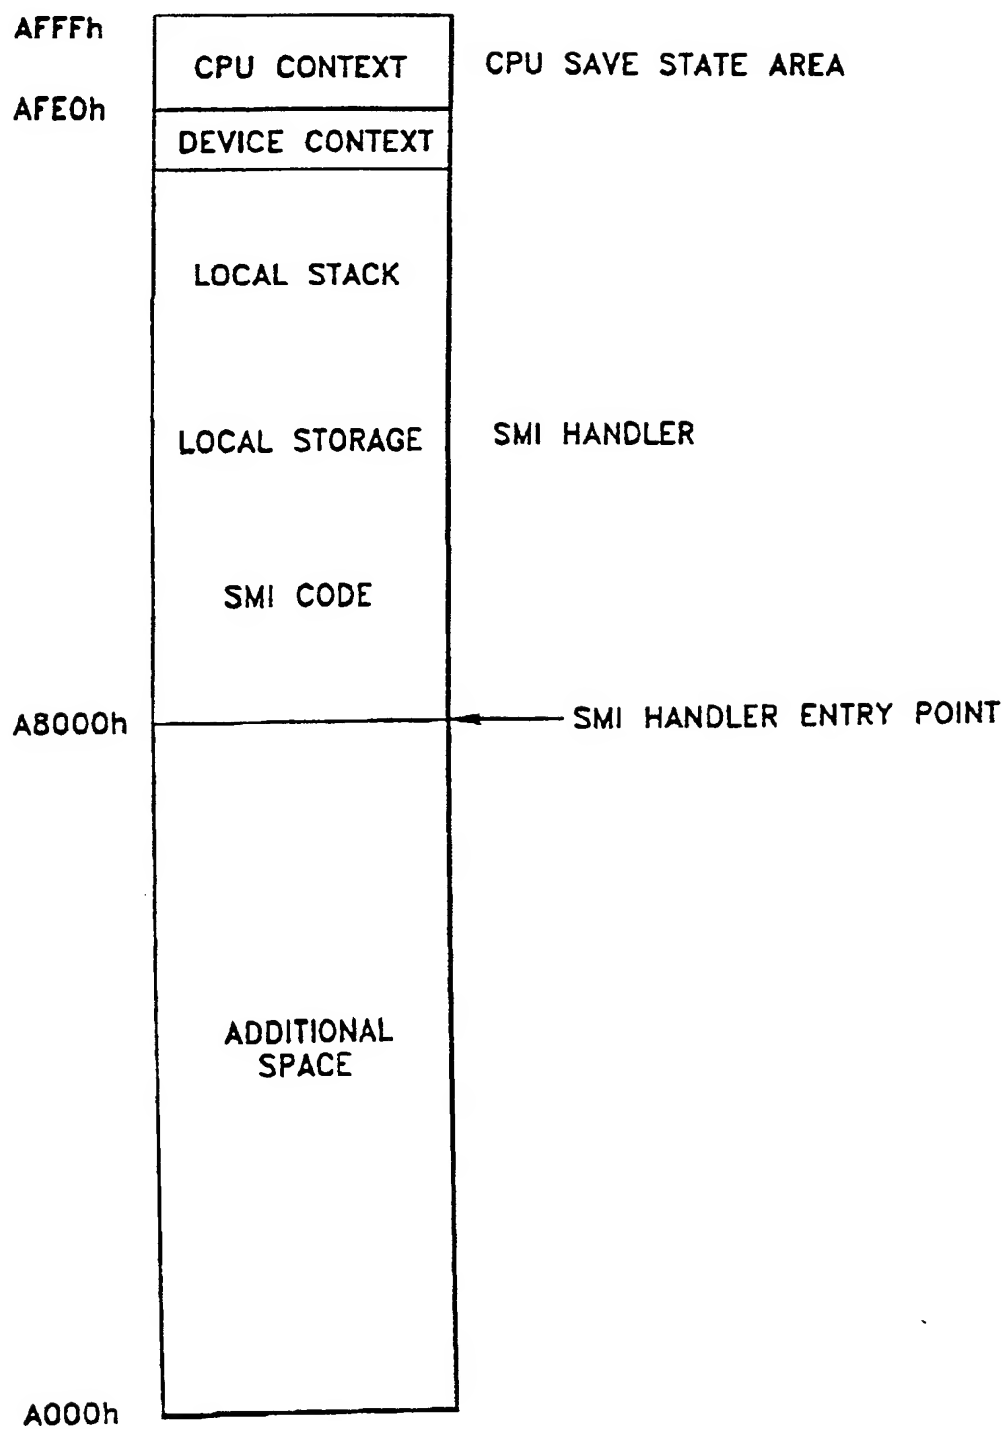 AFFFh
CPU CONTEXT
CPU SAVE STATE AREA
AFE0h
DEVICE CONTEXT
LOCAL STACK
LOCAL STORAGE
SMI HANDLER
SMI CODE
A8000h
SMI HANDLER ENTRY POINT
ADDITIONAL
SPACE
A000h